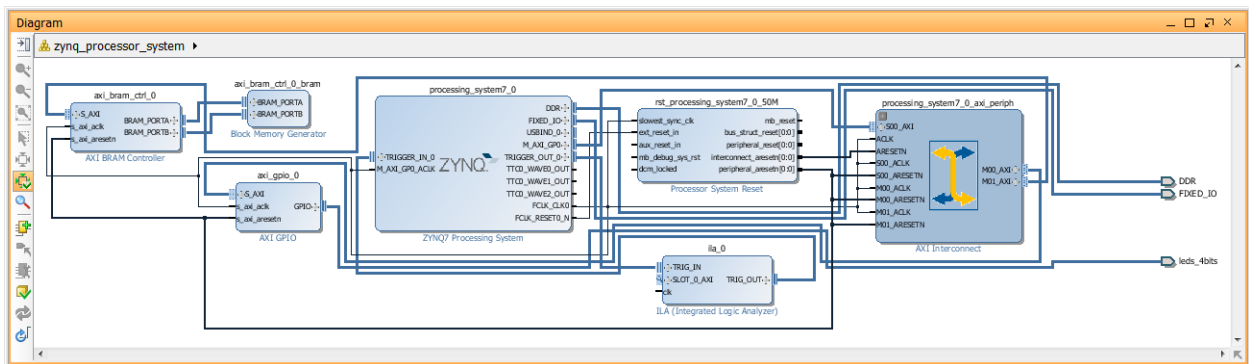 Diagram
zynq_processor_system
axi_bram_ctrl_0
S_AXI
s_axi_aclk
s_axi_aresetn
BRAM_PORTA
BRAM_PORTB
AXI BRAM Controller
axi_bram_ctrl_0_bram
BRAM_PORTA
BRAM_PORTB
Block Memory Generator
axi_gpio_0
S_AXI
s_axi_aclk
s_axi_aresetn
GPIO
AXI GPIO
processing_system7_0
TRIGGER_IN_0
M_AXI_GP0_ACLK
ZYNQ
DDR
FIXED_IO
USBIND_0
M_AXI_GP0
TRIGGER_OUT_0
TTC0_WAVE0_OUT
TTC0_WAVE1_OUT
TTC0_WAVE2_OUT
FCLK_CLK0
FCLK_RESET0_N
ZYNQ7 Processing System
rst_processing_system7_0_50M
slowest_sync_clk
ext_reset_in
aux_reset_in
mb_debug_sys_rst
dcm_locked
mb_reset
bus_struct_reset[0:0]
peripheral_reset[0:0]
interconnect_aresetn[0:0]
peripheral_aresetn[0:0]
Processor System Reset
ila_0
TRIG_IN
SLOT_0_AXI
clk
TRIG_OUT
ILA (Integrated Logic Analyzer)
processing_system7_0_axi_periph
S00_AXI
ACLK
ARESETN
S00_ACLK
S00_ARESETN
M00_ACLK
M00_ARESETN
M01_ACLK
M01_ARESETN
M00_AXI
M01_AXI
AXI Interconnect
DDR
FIXED_IO
leds_4bits